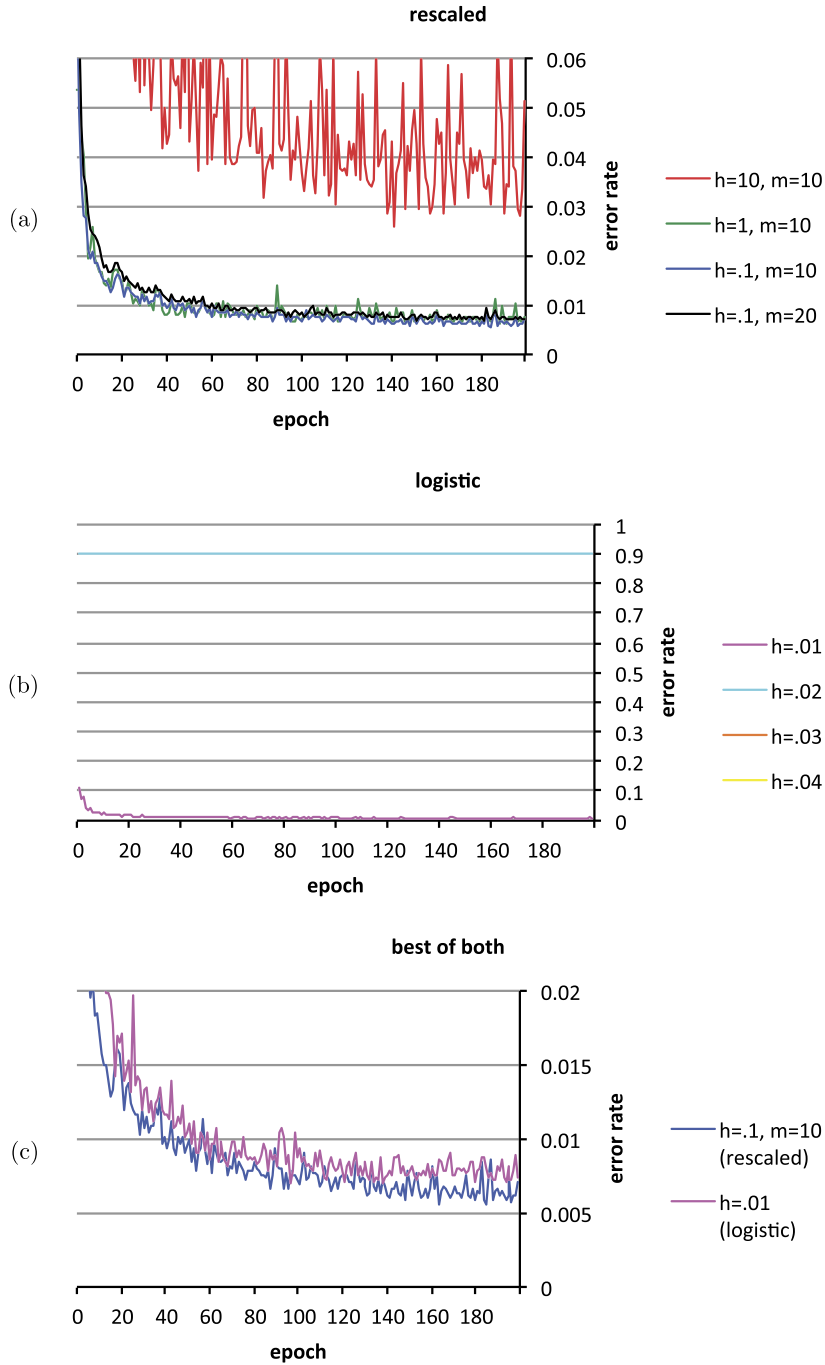 rescaled
(a)
0.06
0.05
0.04
0.03
0.02
0.01
0
error rate
0 20 40 60 80 100 120 140 160 180
epoch
h=10, m=10
h=1, m=10
h=.1, m=10
h=.1, m=20
logistic
(b)
1
0.9
0.8
0.7
0.6
0.5
0.4
0.3
0.2
0.1
0
error rate
0 20 40 60 80 100 120 140 160 180
epoch
h=.01
h=.02
h=.03
h=.04
best of both
(c)
0.02
0.015
0.01
0.005
0
error rate
0 20 40 60 80 100 120 140 160 180
epoch
h=.1, m=10
(rescaled)
h=.01
(logistic)